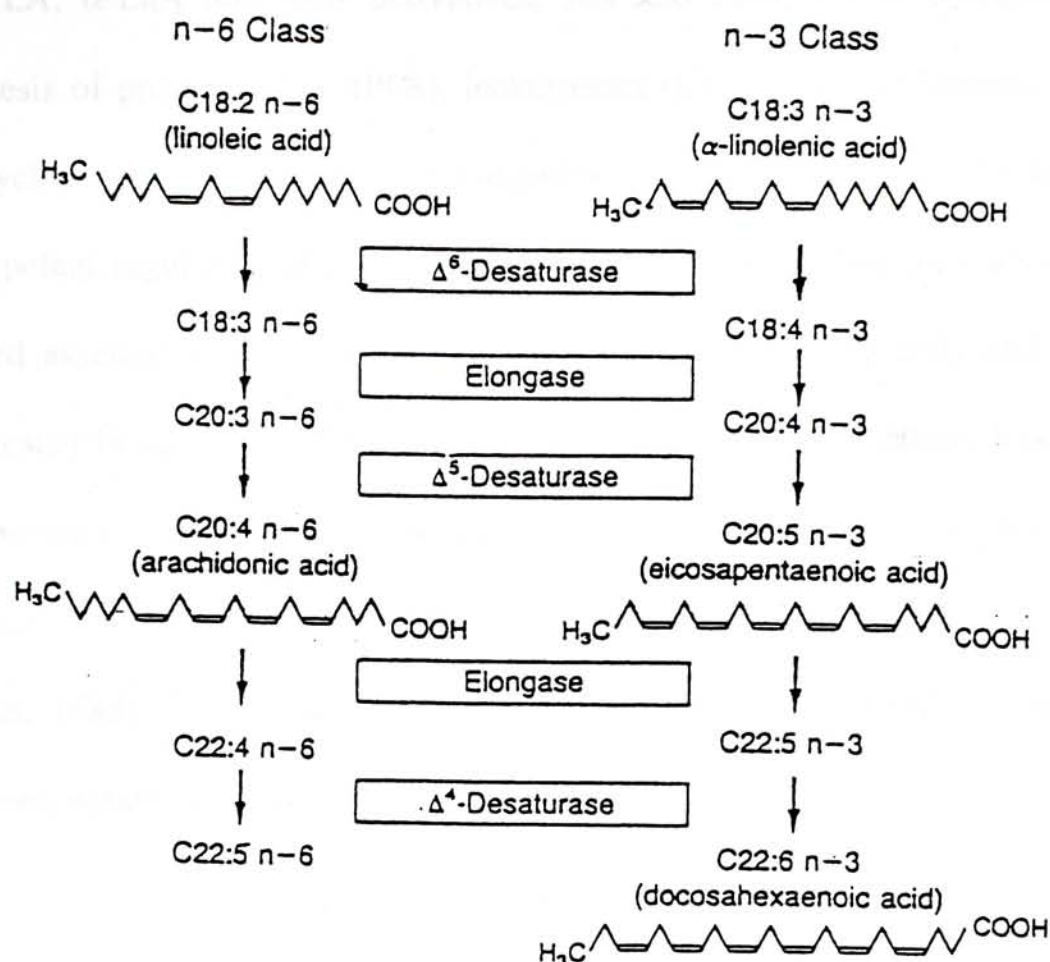 n-6 Class
n-3 Class
C18:2 n-6
(linoleic acid)
C18:3 n-3
(α-linolenic acid)
H₃C
COOH
H₃C
COOH
Δ⁶-Desaturase
C18:3 n-6
C18:4 n-3
Elongase
C20:3 n-6
C20:4 n-3
Δ⁵-Desaturase
C20:4 n-6
(arachidonic acid)
C20:5 n-3
(eicosapentaenoic acid)
H₃C
COOH
H₃C
COOH
Elongase
C22:4 n-6
C22:5 n-3
Δ⁴-Desaturase
C22:5 n-6
C22:6 n-3
(docosahexaenoic acid)
H₃C
COOH